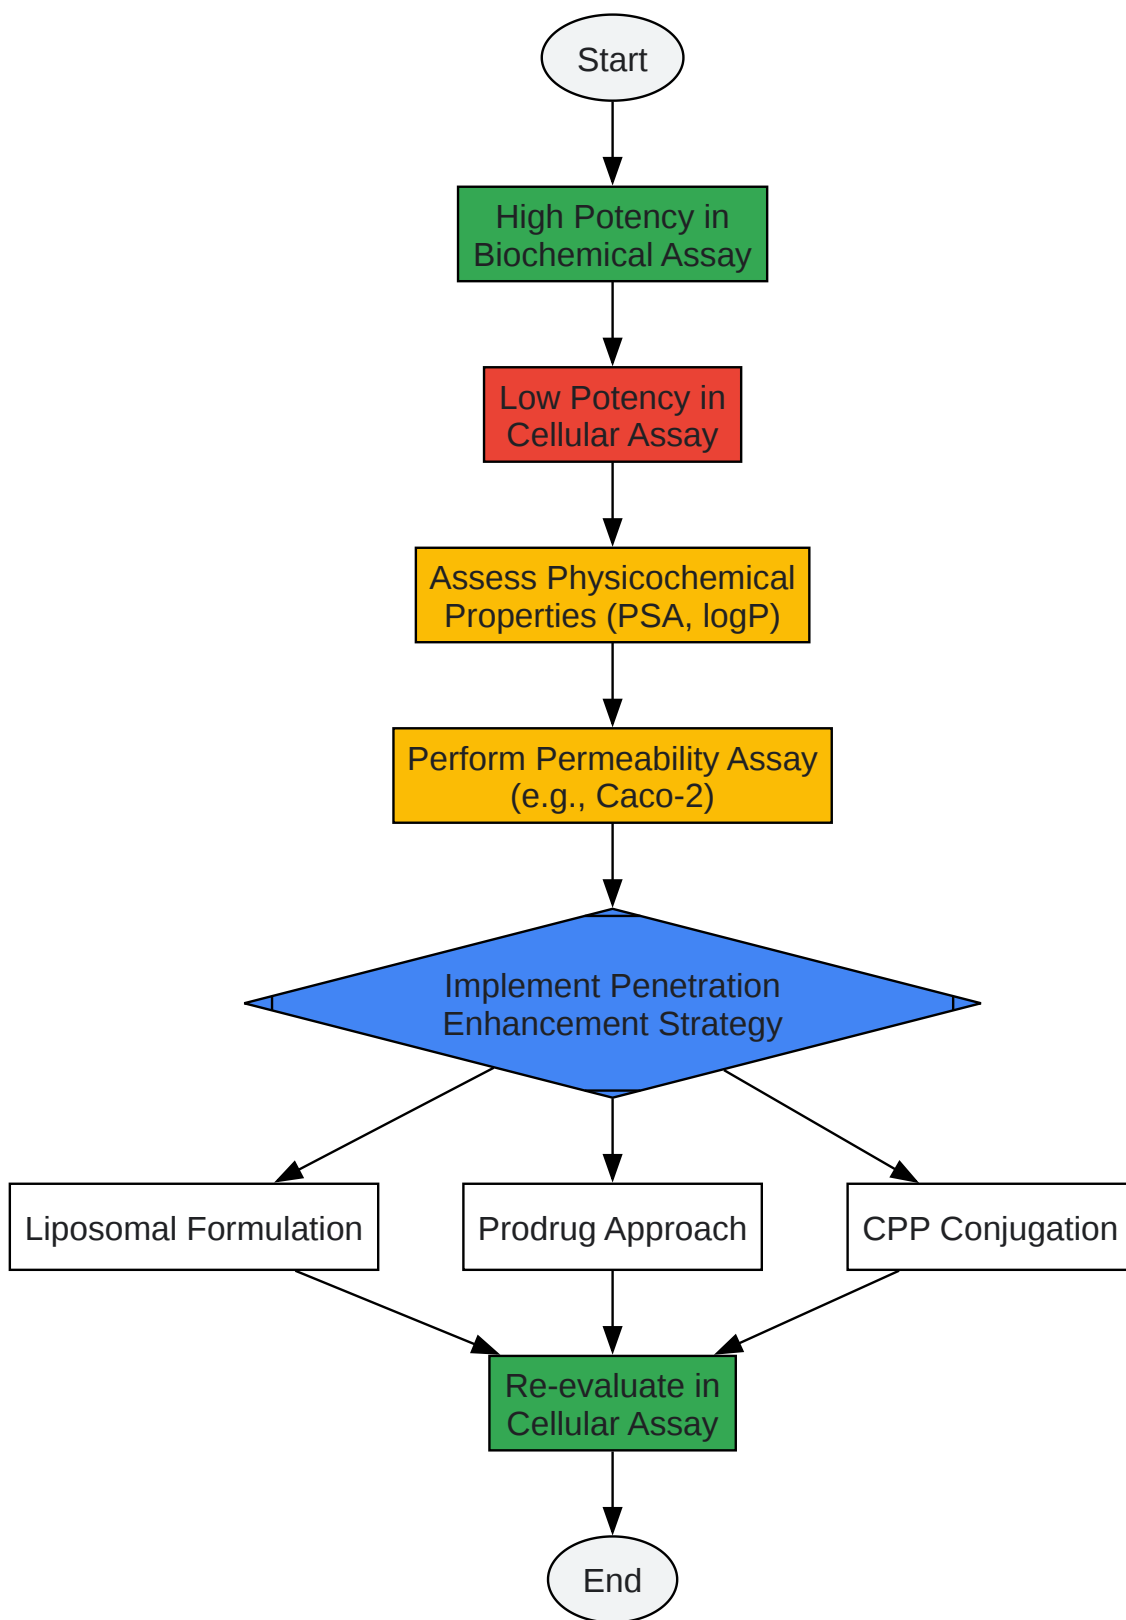 Start
High Potency in
Biochemical Assay
Low Potency in
Cellular Assay
Assess Physicochemical
Properties (PSA, logP)
Perform Permeability Assay
(e.g., Caco-2)
Implement Penetration
Enhancement Strategy
Liposomal Formulation
Prodrug Approach
CPP Conjugation
Re-evaluate in
Cellular Assay
End